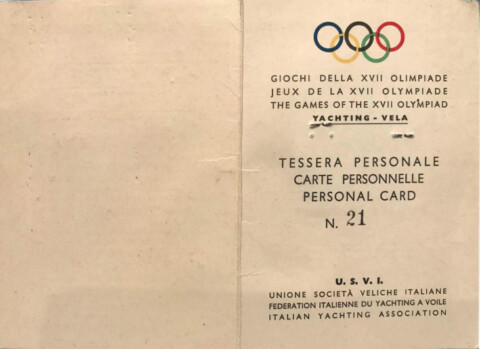 GIOCHI DELLA XVII OLIMPIADE
JEUX DE LA XVII OLYMPIADE
THE GAMES OF THE XVII OLYMPIAD
YACHTING - VELA
TESSERA PERSONALE
CARTE PERSONNELLE
PERSONAL CARD
N. 21
U. S. V. I.
UNIONE SOCIETÀ VELICHE ITALIANE
FEDERATION ITALIENNE DU YACHTING A VOILE
ITALIAN YACHTING ASSOCIATION